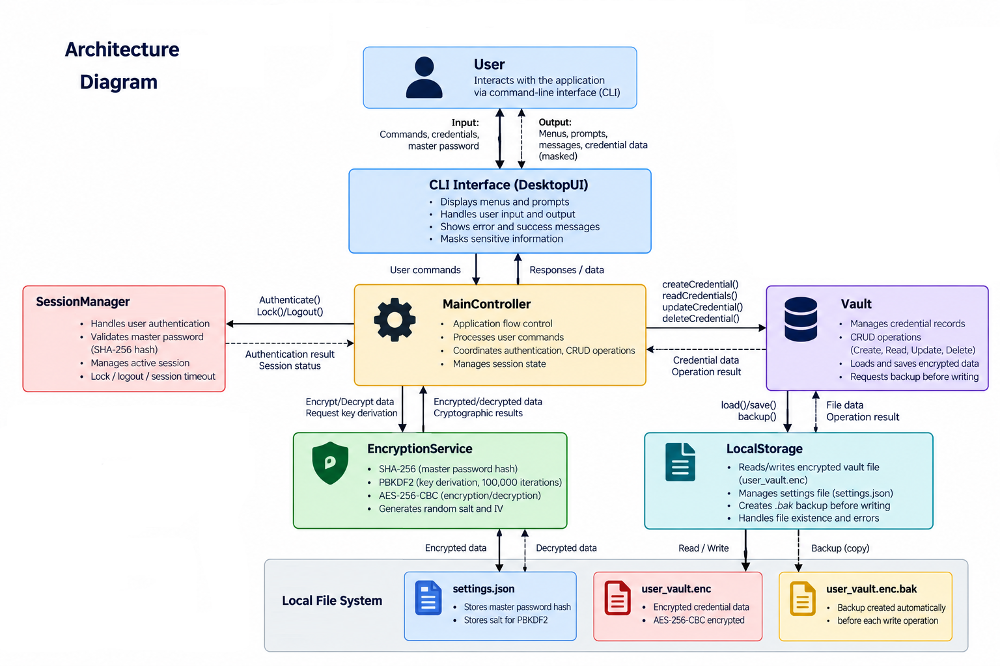 Architecture
Diagram
User
Interacts with the application
via command-line interface (CLI)
Input:
Commands, credentials,
master password
Output:
Menus, prompts,
messages, credential data
(masked)
CLI Interface (DesktopUI)
• Displays menus and prompts
• Handles user input and output
• Shows error and success messages
• Masks sensitive information
User commands
Responses / data
SessionManager
• Handles user authentication
• Validates master password
(SHA-256 hash)
• Manages active session
• Lock / logout / session timeout
Authenticate()
Lock()/Logout()
Authentication result
Session status
MainController
• Application flow control
• Processes user commands
• Coordinates authentication, CRUD operations
• Manages session state
createCredential()
readCredentials()
updateCredential()
deleteCredential()
Credential data
Operation result
Vault
• Manages credential records
• CRUD operations
(Create, Read, Update, Delete)
• Loads and saves encrypted data
• Requests backup before writing
Encrypt/Decrypt data
Request key derivation
Encrypted/decrypted data
Cryptographic results
load()/save()
backup()
File data
Operation result
EncryptionService
• SHA-256 (master password hash)
• PBKDF2 (key derivation, 100,000 iterations)
• AES-256-CBC (encryption/decryption)
• Generates random salt and IV
LocalStorage
• Reads/writes encrypted vault file
(user_vault.enc)
• Manages settings file (settings.json)
• Creates .bak backup before writing
• Handles file existence and errors
Encrypted data
Decrypted data
Read / Write
Backup (copy)
Local File System
settings.json
• Stores master password hash
• Stores salt for PBKDF2
user_vault.enc
• Encrypted credential data
• AES-256-CBC encrypted
user_vault.enc.bak
• Backup created automatically
• before each write operation